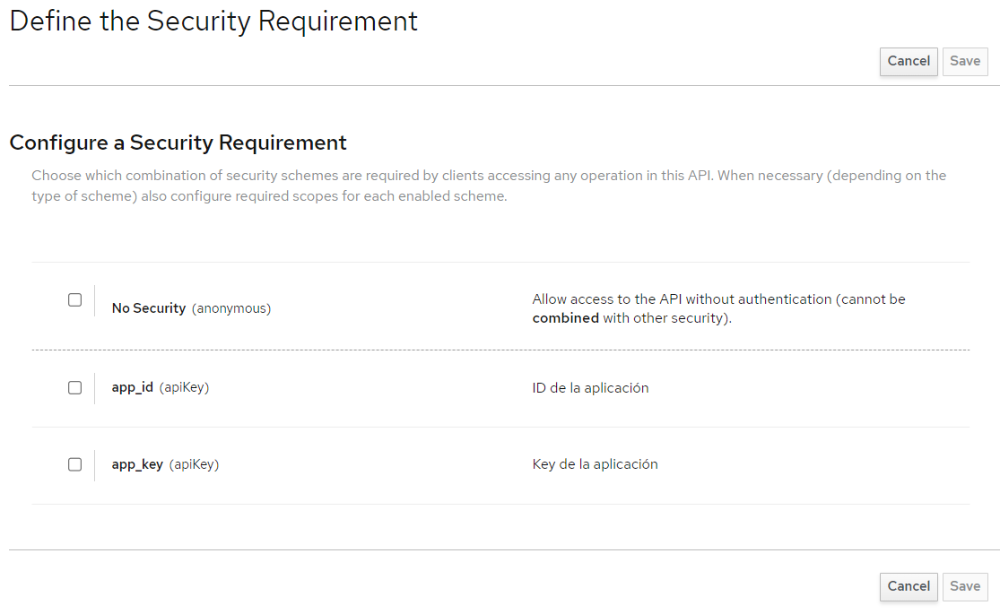 Define the Security Requirement
Cancel Save
Configure a Security Requirement
Choose which combination of security schemes are required by clients accessing any operation in this API. When necessary (depending on the
type of scheme) also configure required scopes for each enabled scheme.
No Security (anonymous)
Allow access to the API without authentication (cannot be
combined with other security).
app_id (apiKey)
ID de la aplicación
app_key (apiKey)
Key de la aplicación
Cancel Save